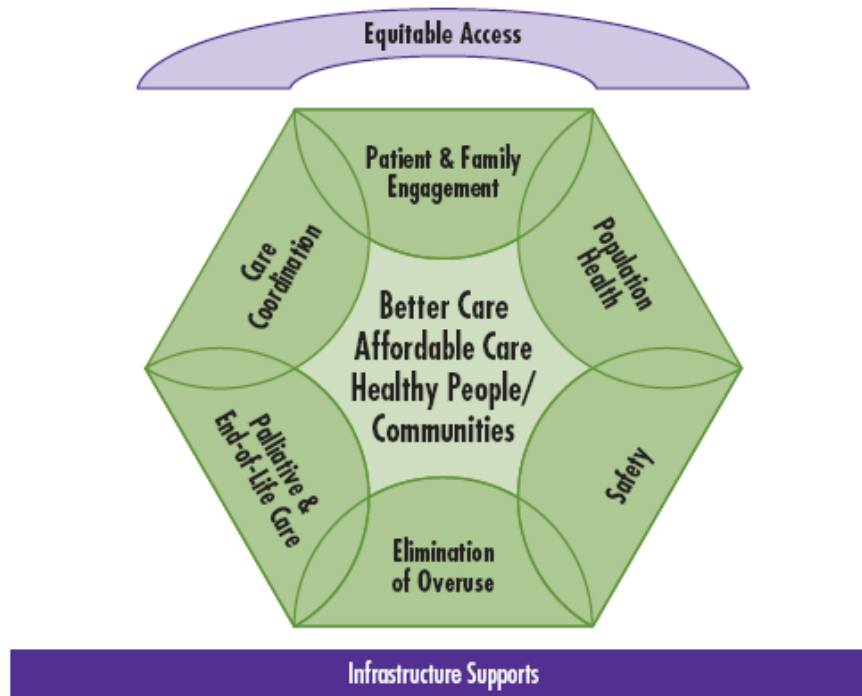 Equitable Access
Patient & Family
Engagement
Care
Coordination
Population
Health
Better Care
Affordable Care
Healthy People/
Communities
Palliative &
End-of-Life Care
Safety
Elimination
of Overuse
Infrastructure Supports